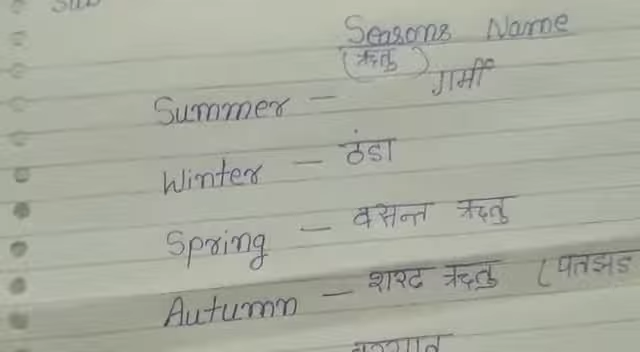 Seasons Name
(ऋतु)
Summer – गर्मी
Winter – ठंडा
Spring – वसन्त ऋतु
Autumn – शरद ऋतु (पतझड